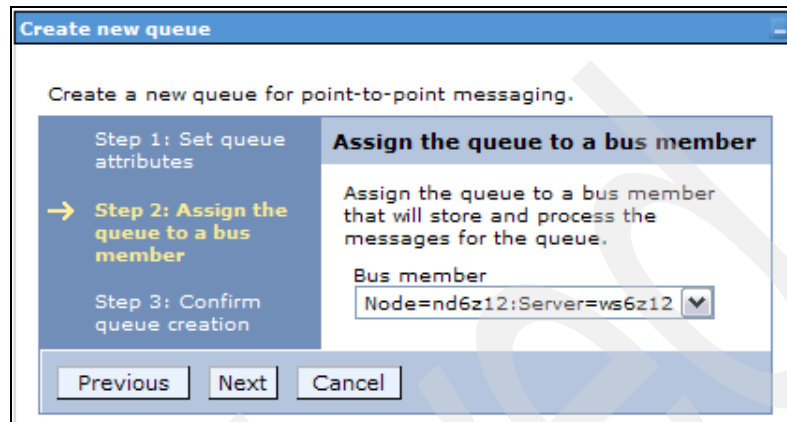 Create new queue
Create a new queue for point-to-point messaging.
Step 1: Set queue
attributes
Step 2: Assign the
queue to a bus
member
Step 3: Confirm
queue creation
Assign the queue to a bus member
Assign the queue to a bus member
that will store and process the
messages for the queue.
Bus member
Node=nd6z12:Server=ws6z12
Previous Next Cancel